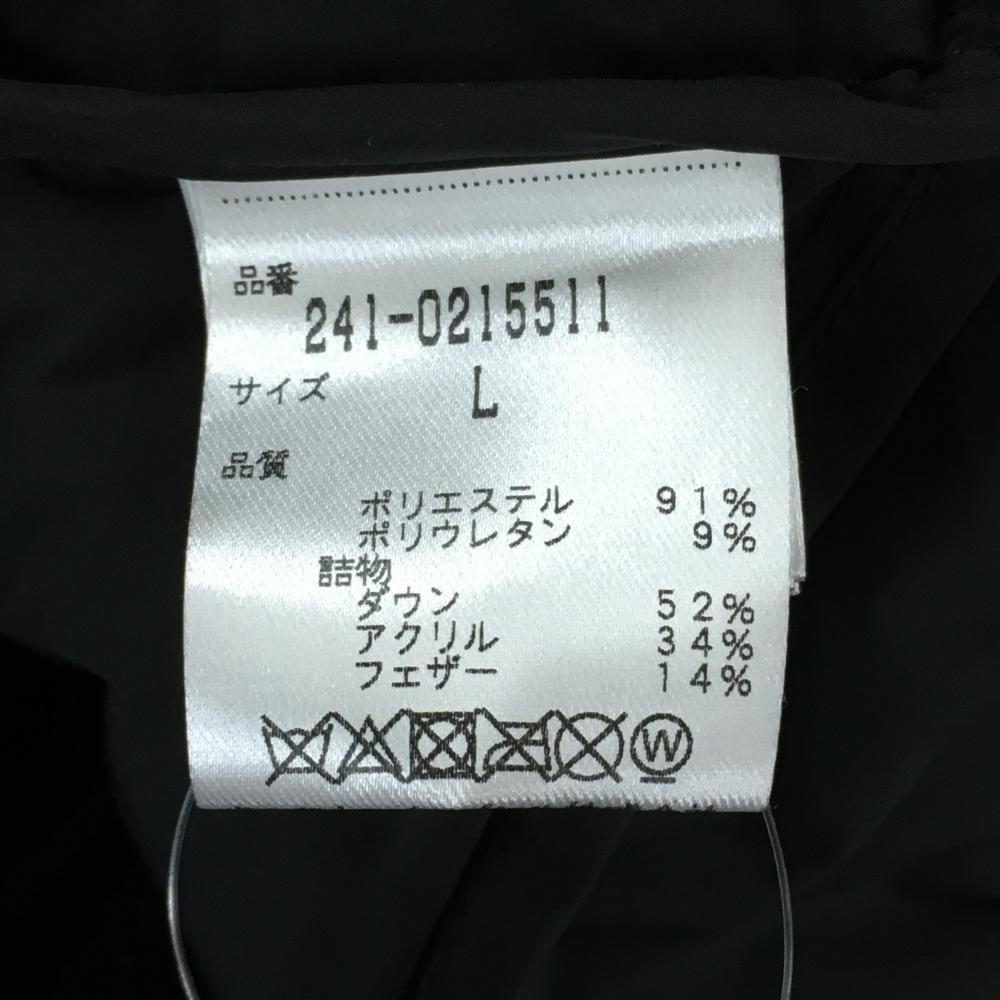 品番
241-0215511
サイズ L
品質
ポリエステル 91%
ポリウレタン 9%
詰物
ダウン 52%
アクリル 34%
フェザー 14%
W